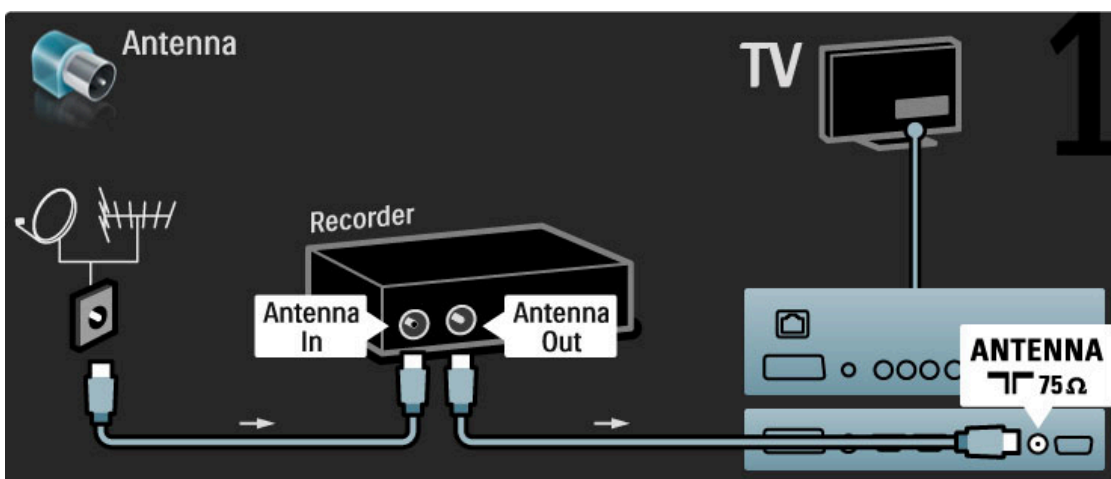 Antenna
TV
1
Recorder
Antenna
In
Antenna
Out
ANTENNA
75Ω